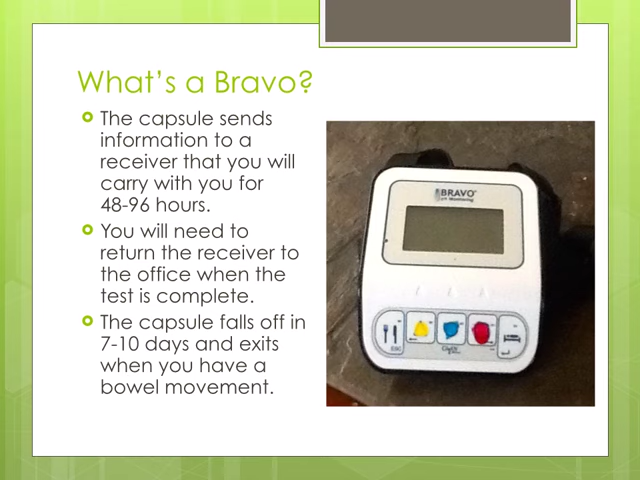 What's a Bravo?
The capsule sends
information to a
receiver that you will
carry with you for
48-96 hours.
You will need to
return the receiver to
the office when the
test is complete.
The capsule falls off in
7-10 days and exits
when you have a
bowel movement.
BRAVO
pH Monitoring